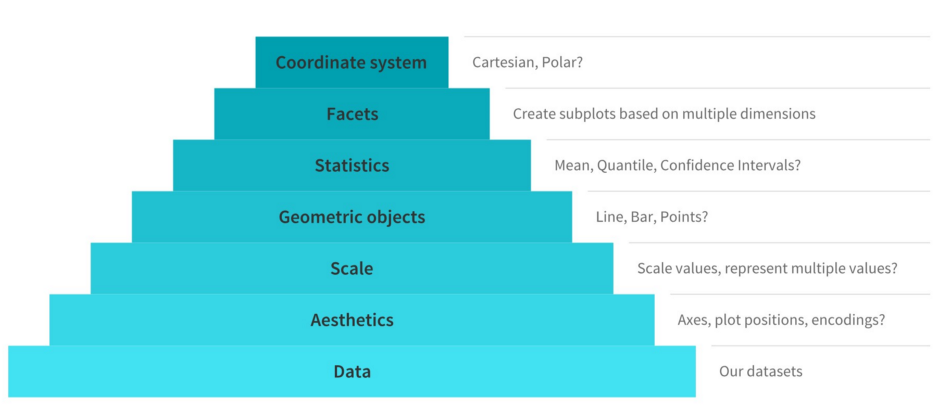 Coordinate system Cartesian, Polar?
Facets Create subplots based on multiple dimensions
Statistics Mean, Quantile, Confidence Intervals?
Geometric objects Line, Bar, Points?
Scale Scale values, represent multiple values?
Aesthetics Axes, plot positions, encodings?
Data Our datasets